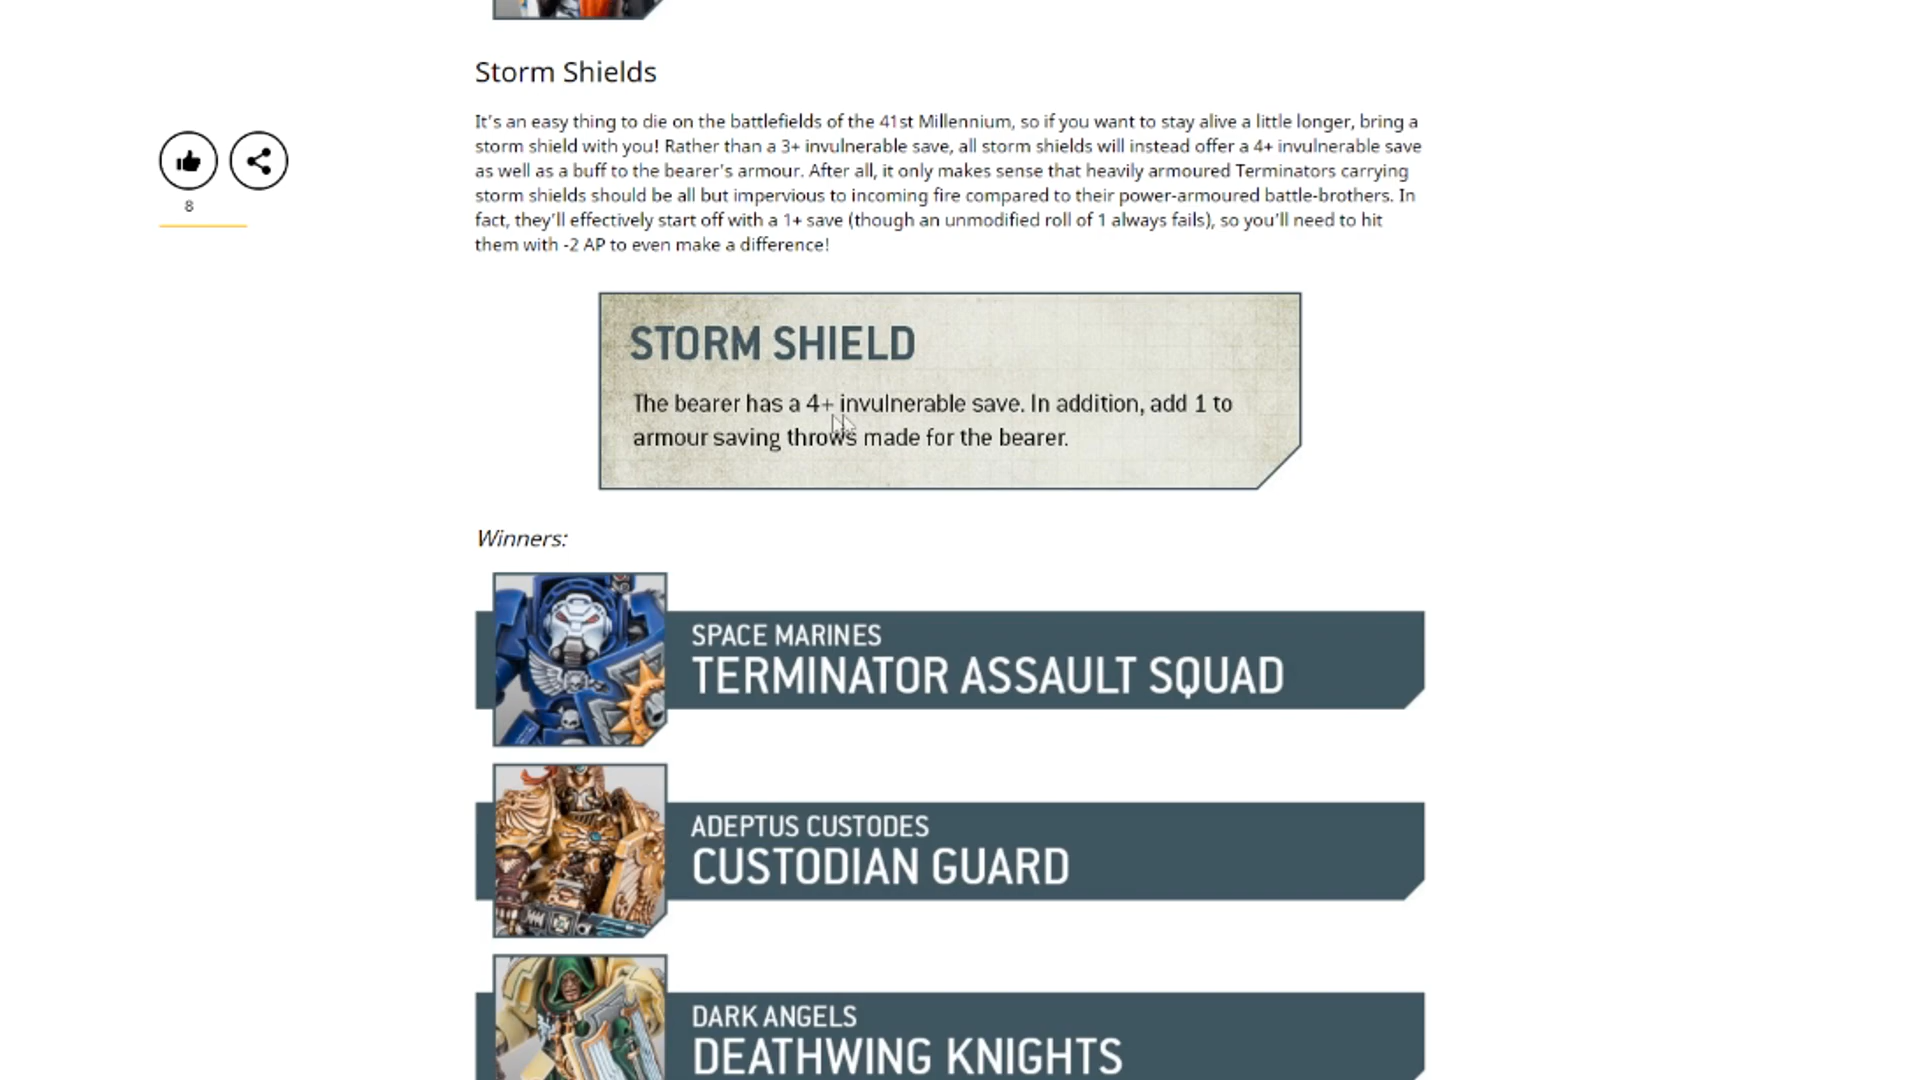 Storm Shields
It's an easy thing to die on the battlefields of the 41st Millennium, so if you want to stay alive a little longer, bring a
storm shield with you! Rather than a 3+ invulnerable save, all storm shields will instead offer a 4+ invulnerable save
as well as a buff to the bearer's armour. After all, it only makes sense that heavily armoured Terminators carrying
storm shields should be all but impervious to incoming fire compared to their power-armoured battle-brothers. In
fact, they'll effectively start off with a 1+ save (though an unmodified roll of 1 always fails), so you'll need to hit
them with -2 AP to even make a difference!
8
STORM SHIELD
The bearer has a 4+ invulnerable save. In addition, add 1 to
armour saving throws made for the bearer.
Winners:
SPACE MARINES
TERMINATOR ASSAULT SQUAD
ADEPTUS CUSTODES
CUSTODIAN GUARD
DARK ANGELS
DEATHWING KNIGHTS